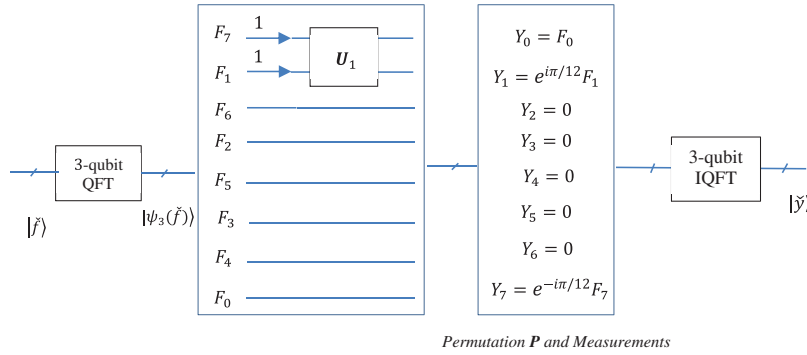 |f̌⟩
3-qubit
QFT
|ψ₃(f̌)⟩
F₇ 1
F₁ 1
U₁
F₆
F₂
F₅
F₃
F₄
F₀
Y₀ = F₀
Y₁ = e^{iπ/12}F₁
Y₂ = 0
Y₃ = 0
Y₄ = 0
Y₅ = 0
Y₆ = 0
Y₇ = e^{−iπ/12}F₇
3-qubit
IQFT
|y̌⟩
Permutation P and Measurements